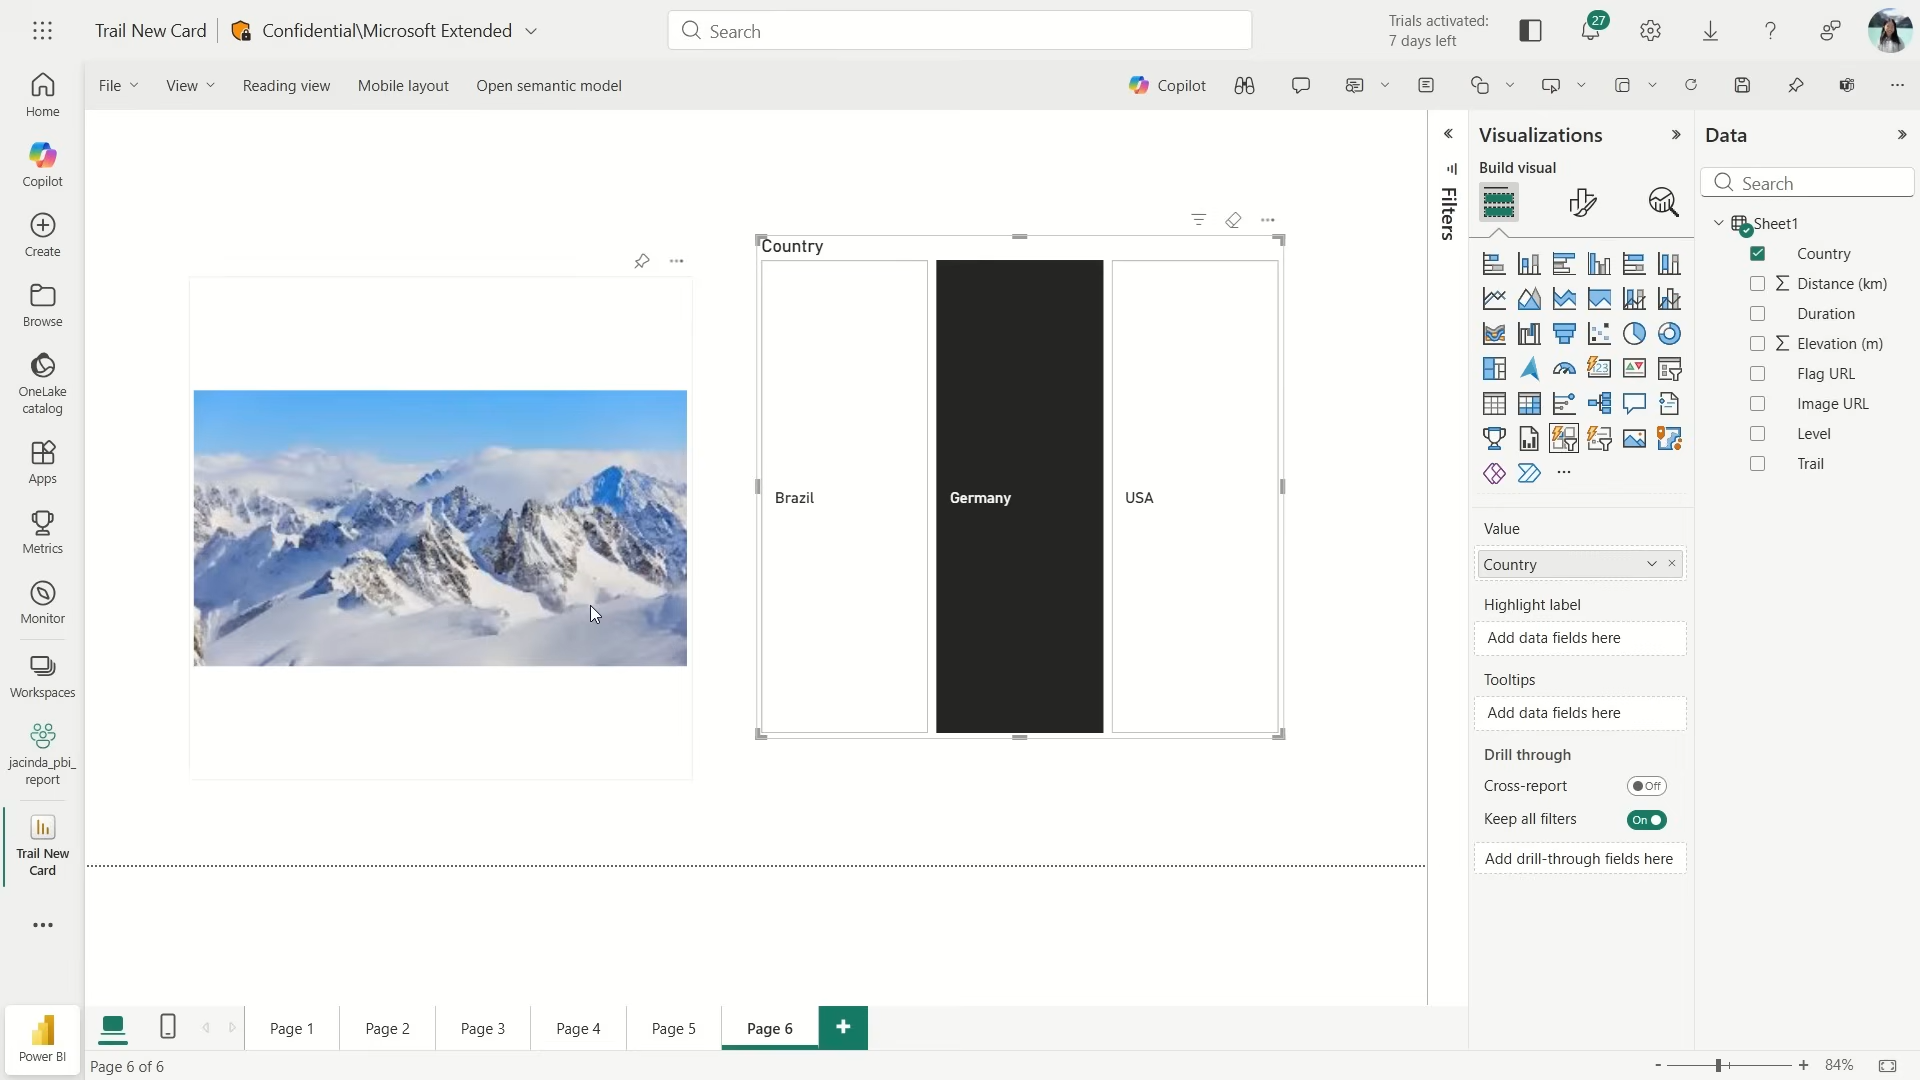 Trail New Card
Confidential\Microsoft Extended
Search
Trials activated:
7 days left
27
File
View
Reading view
Mobile layout
Open semantic model
Copilot
Home
Copilot
Create
Browse
OneLake
catalog
Apps
Metrics
Monitor
Workspaces
jacinda_pbi_
report
Trail New
Card
Power BI
Country
Brazil
Germany
USA
Filters
Visualizations
Build visual
123
Value
Country
Highlight label
Add data fields here
Tooltips
Add data fields here
Drill through
Cross-report
Off
Keep all filters
On
Add drill-through fields here
Data
Search
Sheet1
Country
Distance (km)
Duration
Elevation (m)
Flag URL
Image URL
Level
Trail
Page 1
Page 2
Page 3
Page 4
Page 5
Page 6
Page 6 of 6
84%